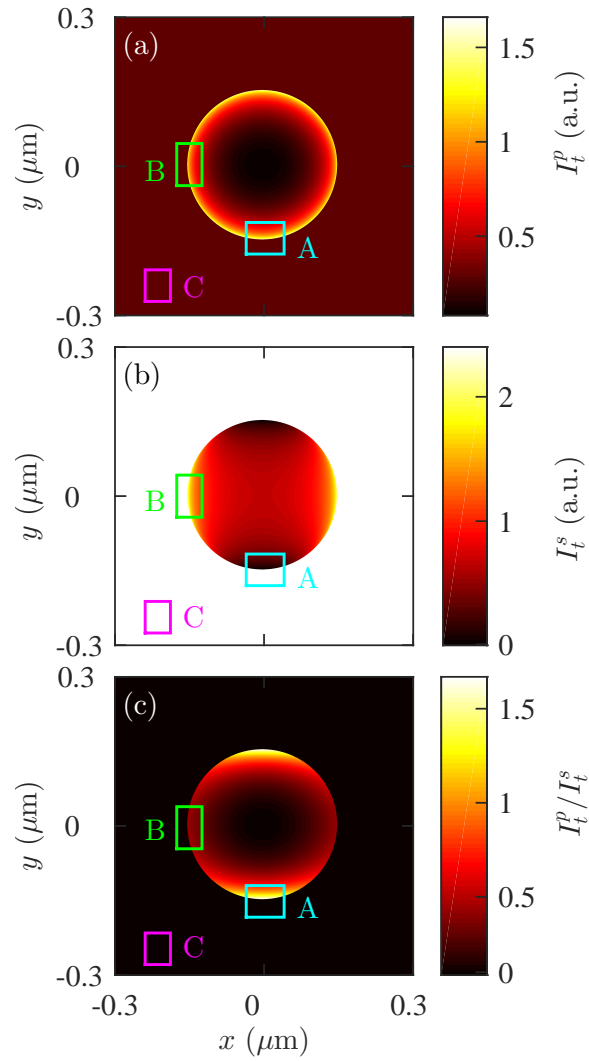 0.3
(a)
y (μm)
0
B
A
C
-0.3
1.5
1
0.5
I_t^p (a.u.)
0.3
(b)
y (μm)
0
B
A
C
-0.3
2
1
0
I_t^s (a.u.)
0.3
(c)
y (μm)
0
B
A
C
-0.3
-0.3
0
0.3
x (μm)
1.5
1
0.5
0
I_t^p/I_t^s